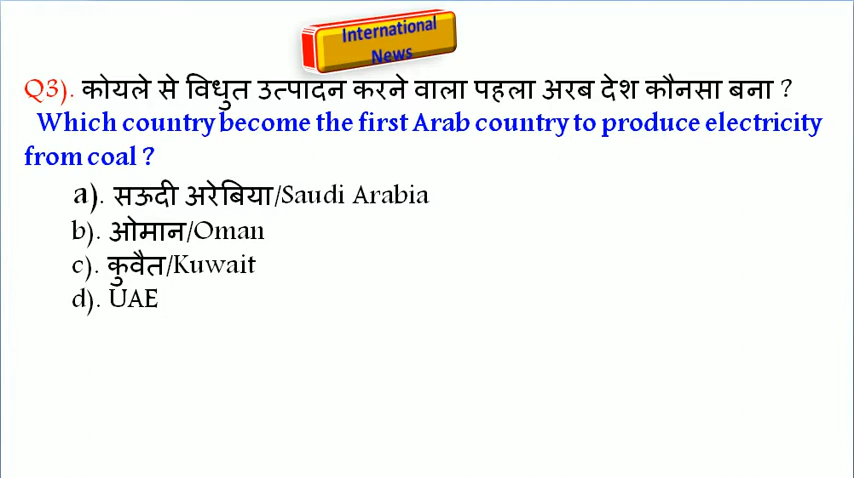 International
News
Q3). कोयले से विधुत उत्पादन करने वाला पहला अरब देश कौनसा बना ?
Which country become the first Arab country to produce electricity
from coal ?
a). सऊदी अरेबिया/Saudi Arabia
b). ओमान/Oman
c). कुवैत/Kuwait
d). UAE